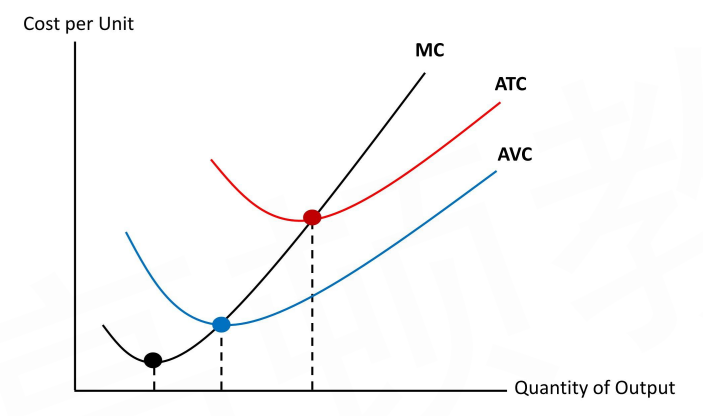 Cost per Unit
MC
ATC
AVC
Quantity of Output